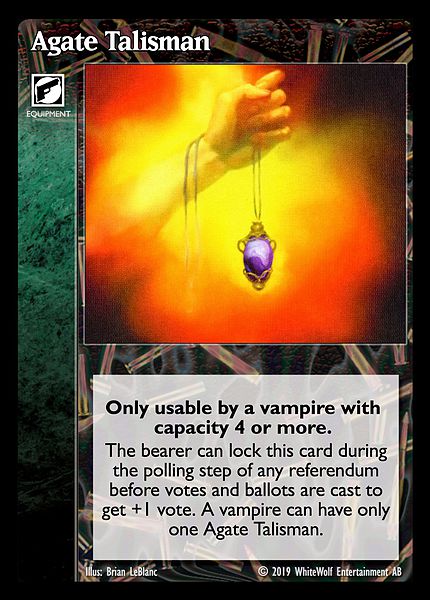 Agate Talisman
EQUIPMENT
Only usable by a vampire with
capacity 4 or more.
The bearer can lock this card during
the polling step of any referendum
before votes and ballots are cast to
get +1 vote. A vampire can have only
one Agate Talisman.
Illus: Brian LeBlanc
© 2019 WhiteWolf Entertainment AB